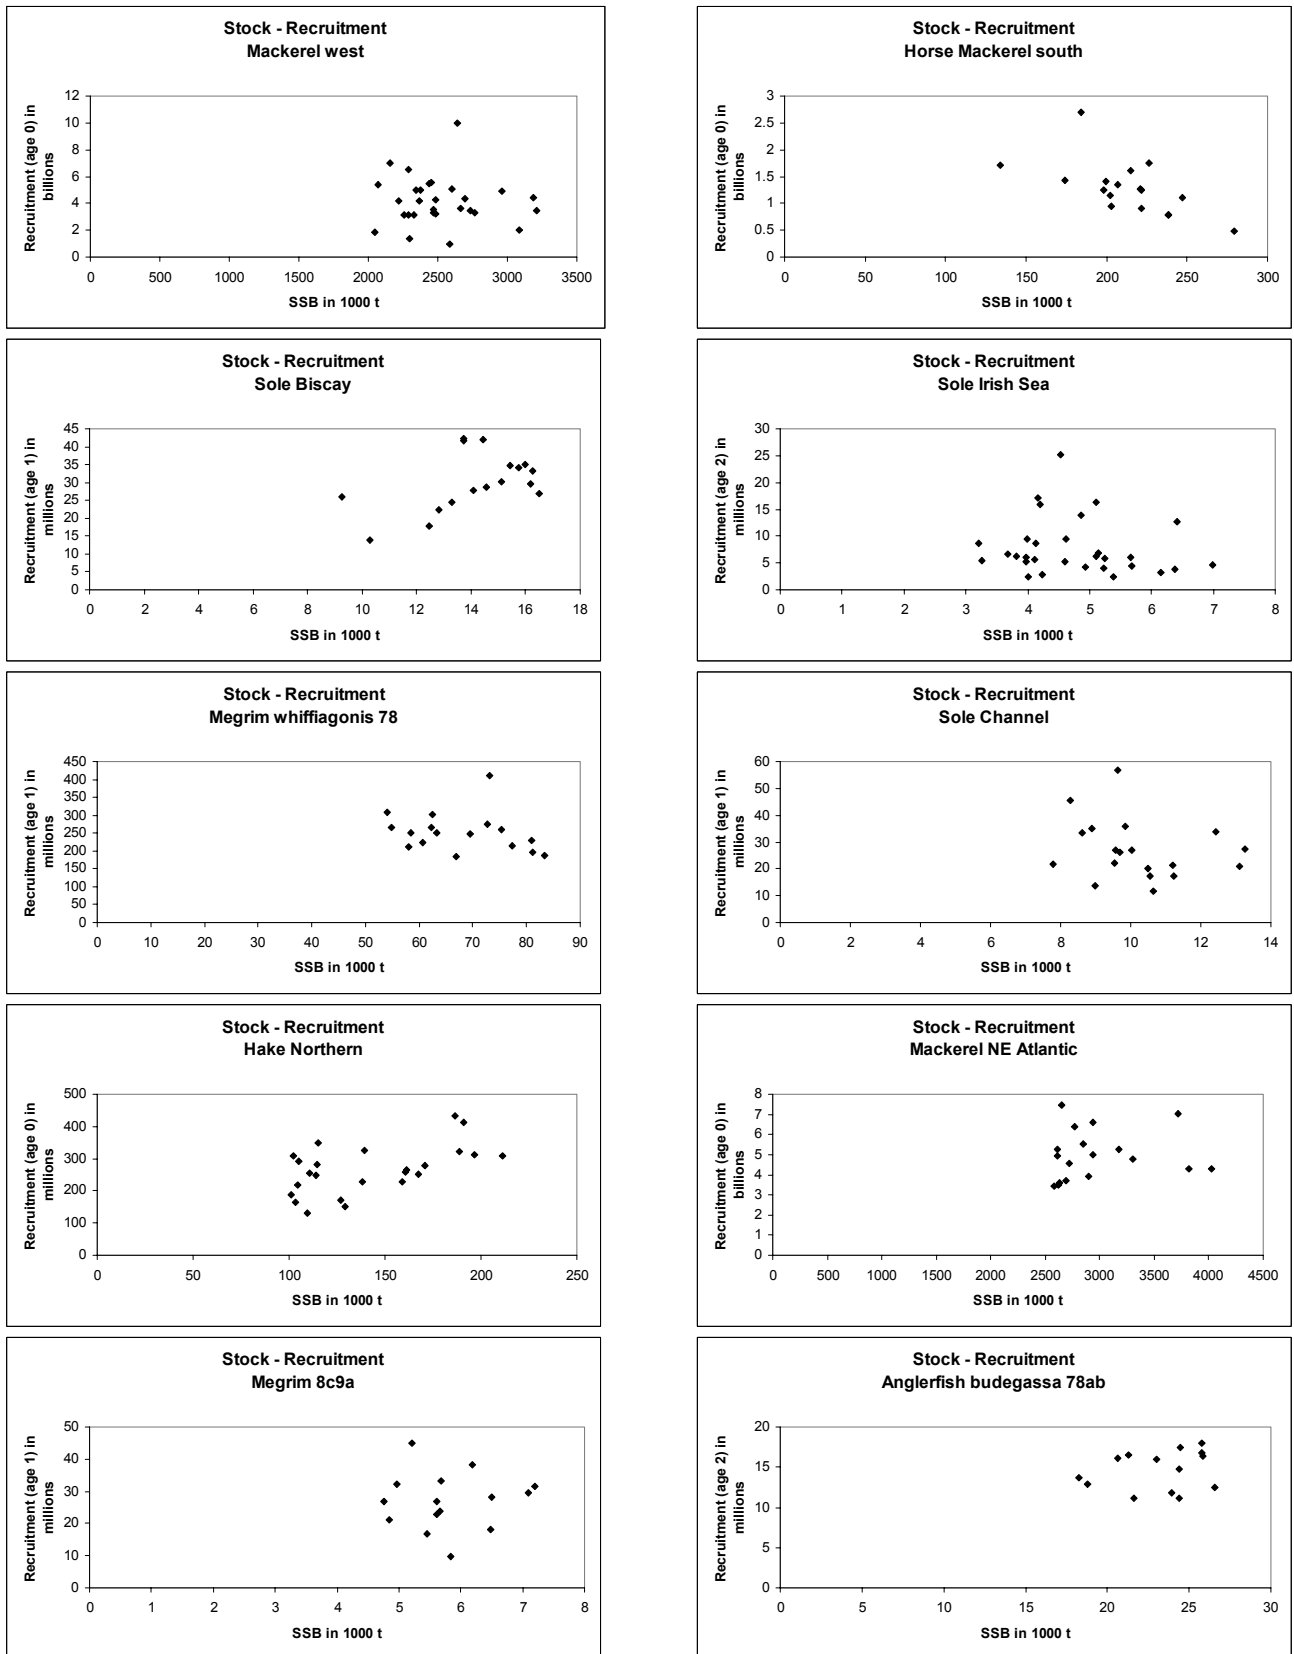 Stock - Recruitment
Mackerel west
Recruitment (age 0) in
billions
12
10
8
6
4
2
0
0 500 1000 1500 2000 2500 3000 3500
SSB in 1000 t
Stock - Recruitment
Horse Mackerel south
Recruitment (age 0) in
billions
3
2.5
2
1.5
1
0.5
0
0 50 100 150 200 250 300
SSB in 1000 t
Stock - Recruitment
Sole Biscay
Recruitment (age 1) in
millions
45
40
35
30
25
20
15
10
5
0
0 2 4 6 8 10 12 14 16 18
SSB in 1000 t
Stock - Recruitment
Sole Irish Sea
Recruitment (age 2) in
millions
30
25
20
15
10
5
0
0 1 2 3 4 5 6 7 8
SSB in 1000 t
Stock - Recruitment
Megrim whiffiagonis 78
Recruitment (age 1) in
millions
450
400
350
300
250
200
150
100
50
0
0 10 20 30 40 50 60 70 80 90
SSB in 1000 t
Stock - Recruitment
Sole Channel
Recruitment (age 1) in
millions
60
50
40
30
20
10
0
0 2 4 6 8 10 12 14
SSB in 1000 t
Stock - Recruitment
Hake Northern
Recruitment (age 0) in
millions
500
400
300
200
100
0
0 50 100 150 200 250
SSB in 1000 t
Stock - Recruitment
Mackerel NE Atlantic
Recruitment (age 0) in
billions
8
7
6
5
4
3
2
1
0
0 500 1000 1500 2000 2500 3000 3500 4000 4500
SSB in 1000 t
Stock - Recruitment
Megrim 8c9a
Recruitment (age 1) in
millions
50
40
30
20
10
0
0 1 2 3 4 5 6 7 8
SSB in 1000 t
Stock - Recruitment
Anglerfish budegassa 78ab
Recruitment (age 2) in
millions
20
15
10
5
0
0 5 10 15 20 25 30
SSB in 1000 t